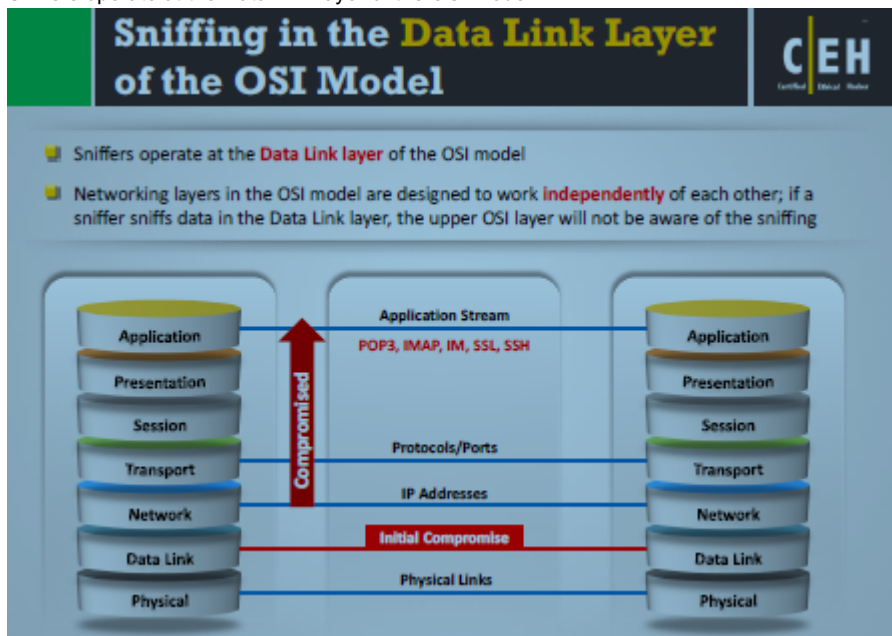 Sniffing in the Data Link Layer
of the OSI Model
C|EH
Certified Ethical Hacker
Sniffers operate at the Data Link layer of the OSI model
Networking layers in the OSI model are designed to work independently of each other; if a
sniffer sniffs data in the Data Link layer, the upper OSI layer will not be aware of the sniffing
Application
Presentation
Session
Transport
Network
Data Link
Physical
Compromised
Application Stream
POP3, IMAP, IM, SSL, SSH
Protocols/Ports
IP Addresses
Initial Compromise
Physical Links
Application
Presentation
Session
Transport
Network
Data Link
Physical